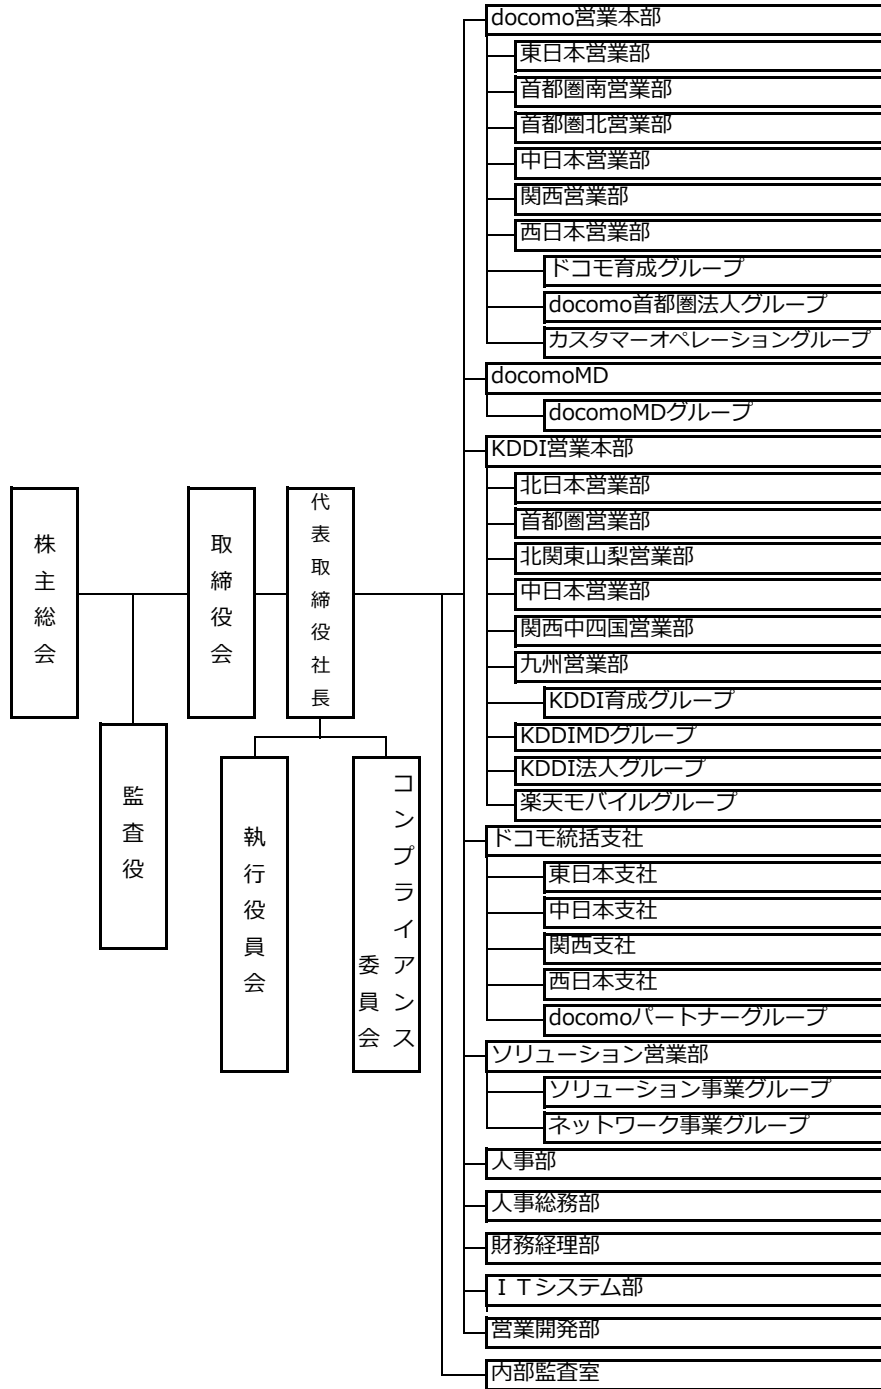 株主総会
監査役
取締役会
代表取締役社長
執行役員会
コンプライアンス
委員会
docomo営業本部
東日本営業部
首都圏南営業部
首都圏北営業部
中日本営業部
関西営業部
西日本営業部
ドコモ育成グループ
docomo首都圏法人グループ
カスタマーオペレーショングループ
docomoMD
docomoMDグループ
KDDI営業本部
北日本営業部
首都圏営業部
北関東山梨営業部
中日本営業部
関西中四国営業部
九州営業部
KDDI育成グループ
KDDIMDグループ
KDDI法人グループ
楽天モバイルグループ
ドコモ統括支社
東日本支社
中日本支社
関西支社
西日本支社
docomoパートナーグループ
ソリューション営業部
ソリューション事業グループ
ネットワーク事業グループ
人事部
人事総務部
財務経理部
ＩＴシステム部
営業開発部
内部監査室